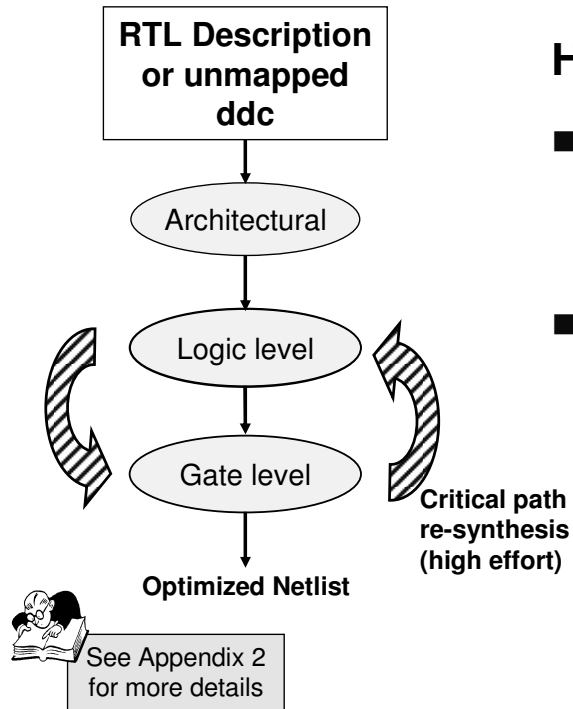 RTL Description
or unmapped
ddc
H
Architectural
Logic level
Gate level
Critical path
re-synthesis
(high effort)
Optimized Netlist
See Appendix 2
for more details